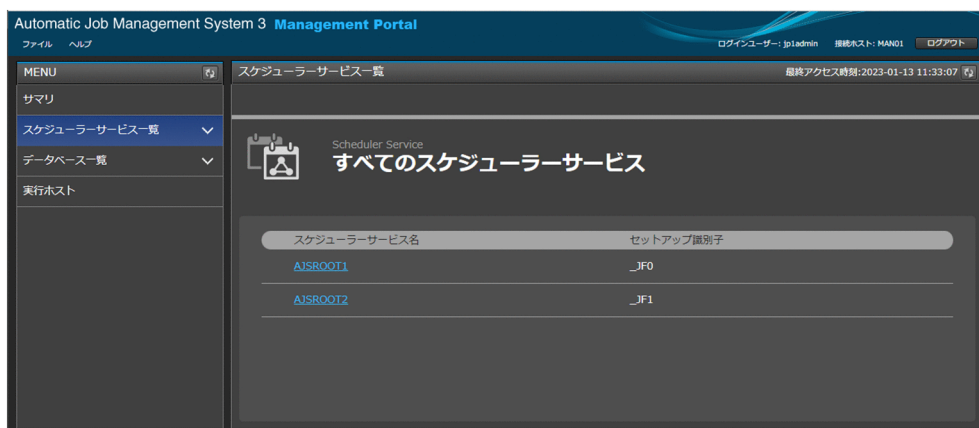 Automatic Job Management System 3 Management Portal
ファイル ヘルプ
ログインユーザー: jp1admin 接続ホスト: MAN01 ログアウト
MENU
スケジューラーサービス一覧
最終アクセス時刻:2023-01-13 11:33:07
サマリ
スケジューラーサービス一覧
データベース一覧
実行ホスト
Scheduler Service
すべてのスケジューラーサービス
スケジューラーサービス名 セットアップ識別子
AJSROOT1 _JF0
AJSROOT2 _JF1